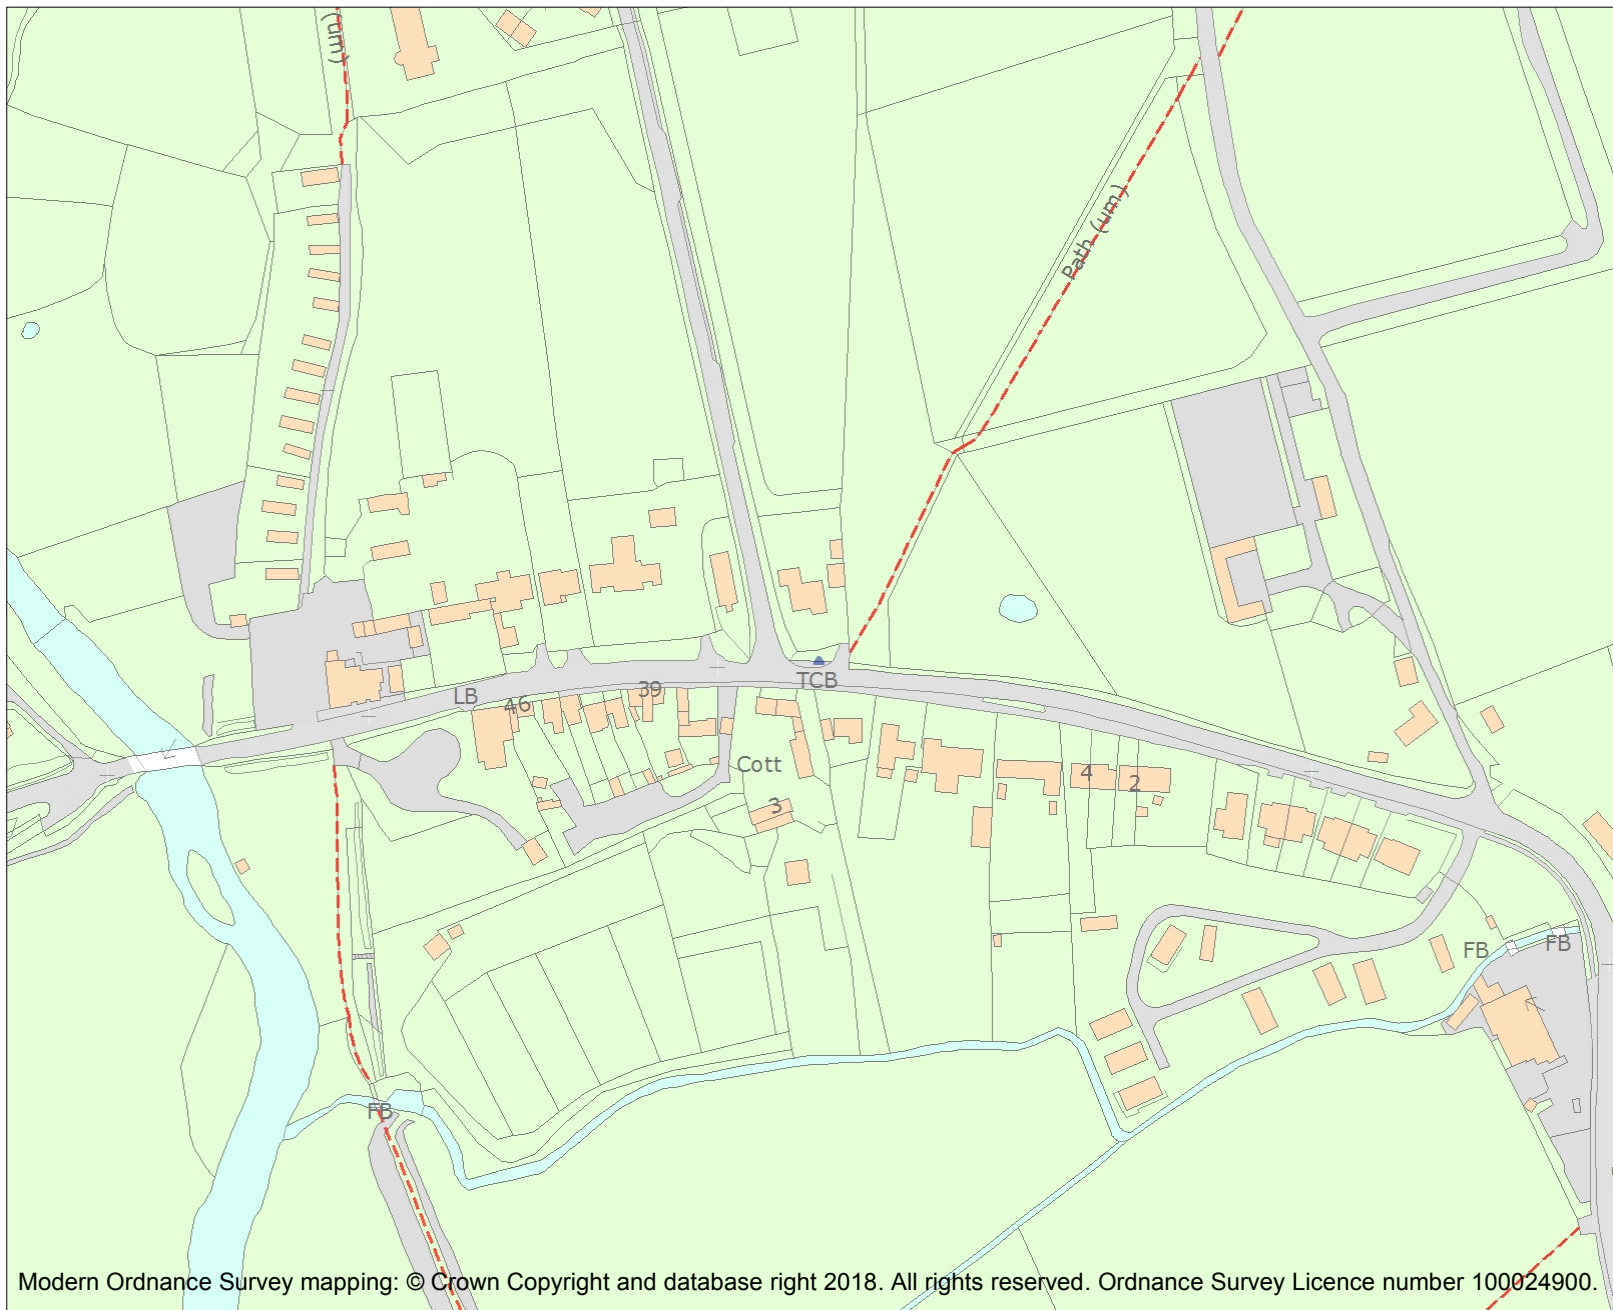 (um)
Path (um)
LB
46
39
TCB
Cott
3
4
2
FB
FB
FB
Modern Ordnance Survey mapping: © Crown Copyright and database right 2018. All rights reserved. Ordnance Survey Licence number 100024900.